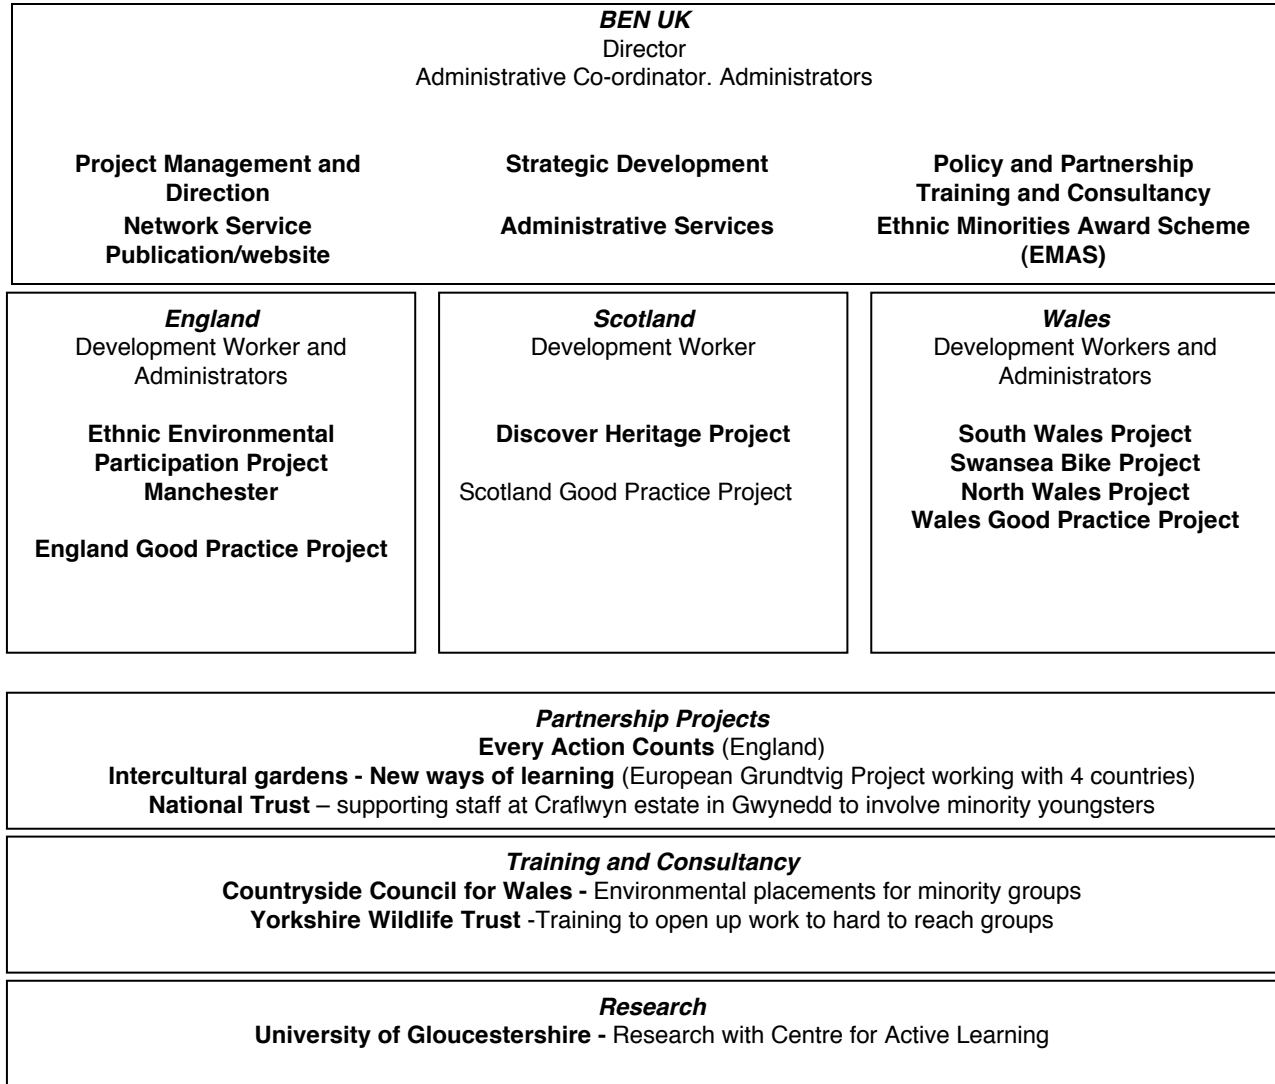 BEN UK
Director
Administrative Co-ordinator. Administrators
Project Management and
Direction
Network Service
Publication/website
Strategic Development
Administrative Services
Policy and Partnership
Training and Consultancy
Ethnic Minorities Award Scheme
(EMAS)
England
Development Worker and
Administrators
Ethnic Environmental
Participation Project
Manchester
England Good Practice Project
Scotland
Development Worker
Discover Heritage Project
Scotland Good Practice Project
Wales
Development Workers and
Administrators
South Wales Project
Swansea Bike Project
North Wales Project
Wales Good Practice Project
Partnership Projects
Every Action Counts (England)
Intercultural gardens - New ways of learning (European Grundtvig Project working with 4 countries)
National Trust – supporting staff at Craflwyn estate in Gwynedd to involve minority youngsters
Training and Consultancy
Countryside Council for Wales - Environmental placements for minority groups
Yorkshire Wildlife Trust -Training to open up work to hard to reach groups
Research
University of Gloucestershire - Research with Centre for Active Learning